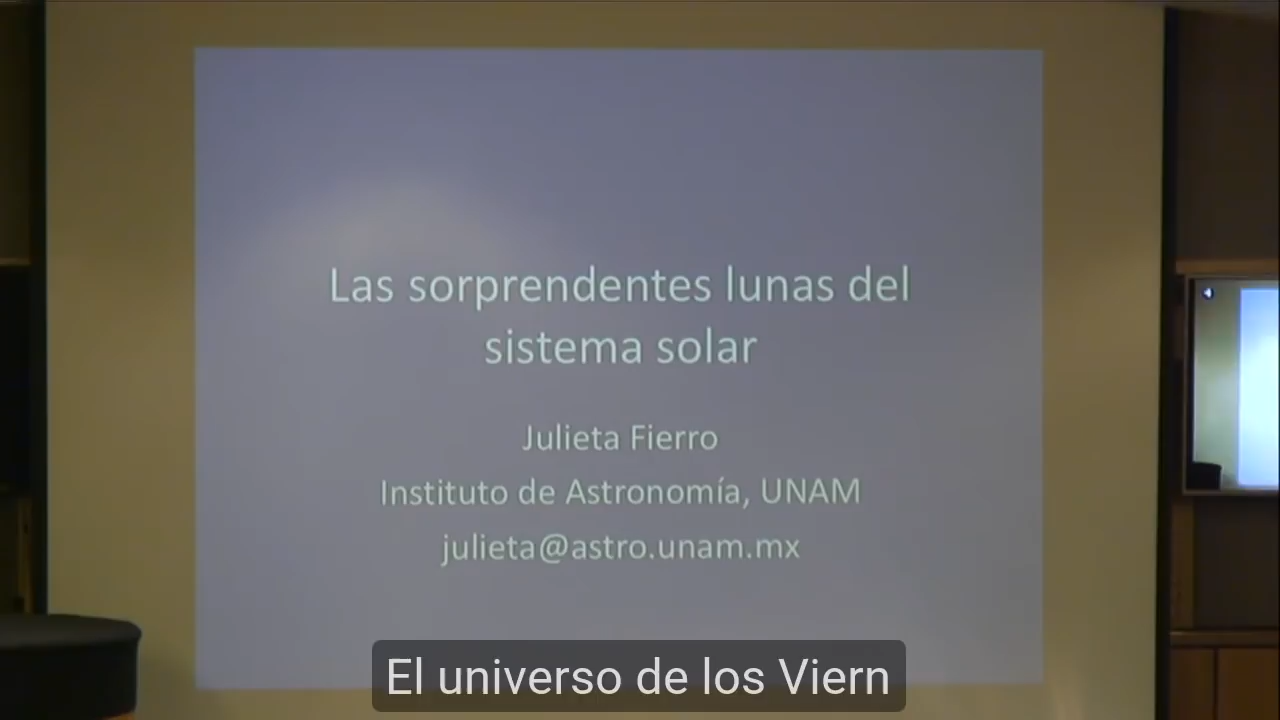 Las sorprendentes lunas del
sistema solar
Julieta Fierro
Instituto de Astronomía, UNAM
julieta@astro.unam.mx
El universo de los Viern